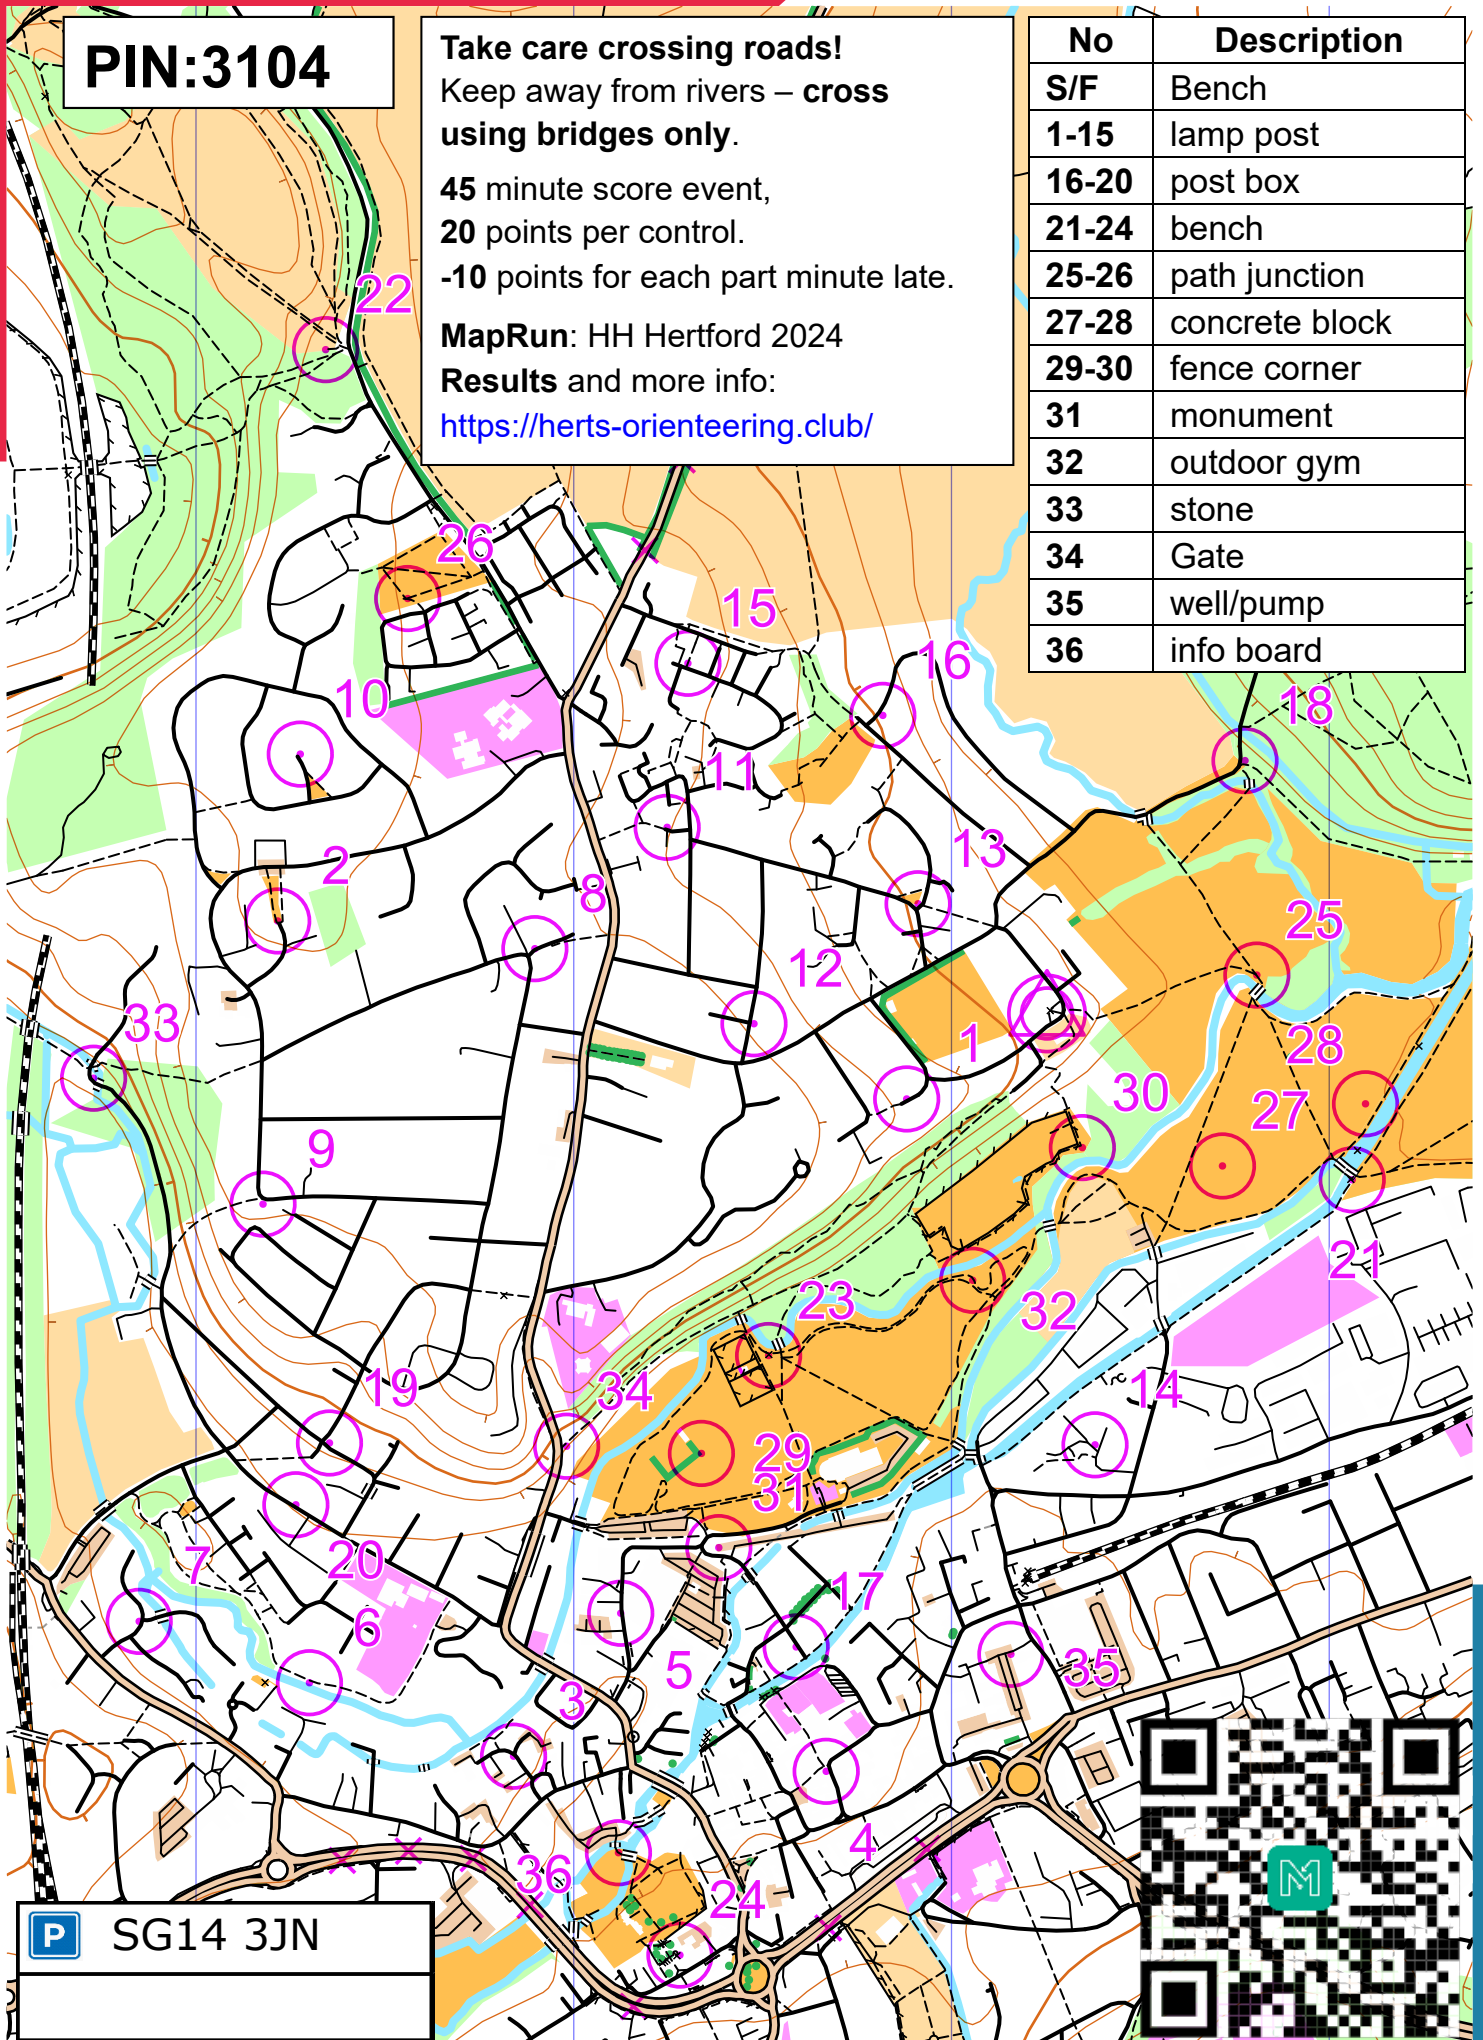 PIN:3104
Take care crossing roads!
Keep away from rivers – cross
using bridges only.
45 minute score event,
20 points per control.
-10 points for each part minute late.
MapRun: HH Hertford 2024
Results and more info:
https://herts-orienteering.club/
No Description
S/F Bench
1-15 lamp post
16-20 post box
21-24 bench
25-26 path junction
27-28 concrete block
29-30 fence corner
31 monument
32 outdoor gym
33 stone
34 Gate
35 well/pump
36 info board
22
26
15
16
10
18
11
2
13
8
25
12
33
1
28
30
27
9
21
23
32
19
34
14
29
31
7
20
17
6
5
35
3
4
36
24
P SG14 3JN
M